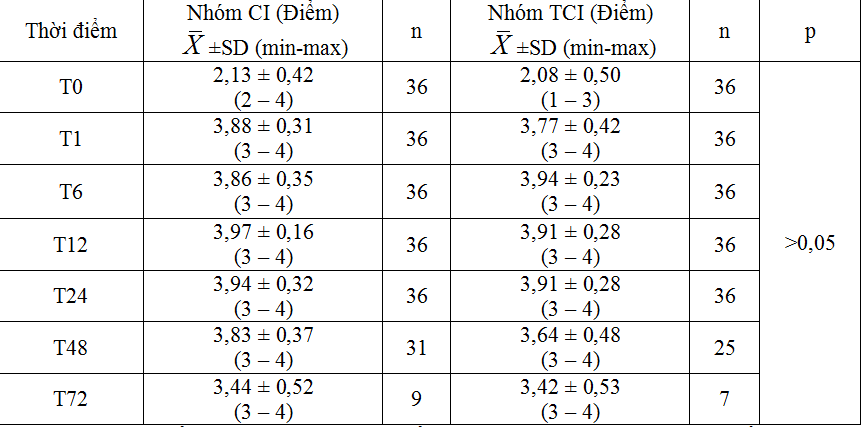 Thời điểm
Nhóm CI (Điểm)
X̅ ±SD (min-max)
n
Nhóm TCI (Điểm)
X̅ ±SD (min-max)
n
p
T0
2,13 ± 0,42
(2 – 4)
36
2,08 ± 0,50
(1 – 3)
36
T1
3,88 ± 0,31
(3 – 4)
36
3,77 ± 0,42
(3 – 4)
36
T6
3,86 ± 0,35
(3 – 4)
36
3,94 ± 0,23
(3 – 4)
36
T12
3,97 ± 0,16
(3 – 4)
36
3,91 ± 0,28
(3 – 4)
36
>0,05
T24
3,94 ± 0,32
(3 – 4)
36
3,91 ± 0,28
(3 – 4)
36
T48
3,83 ± 0,37
(3 – 4)
31
3,64 ± 0,48
(3 – 4)
25
T72
3,44 ± 0,52
(3 – 4)
9
3,42 ± 0,53
(3 – 4)
7